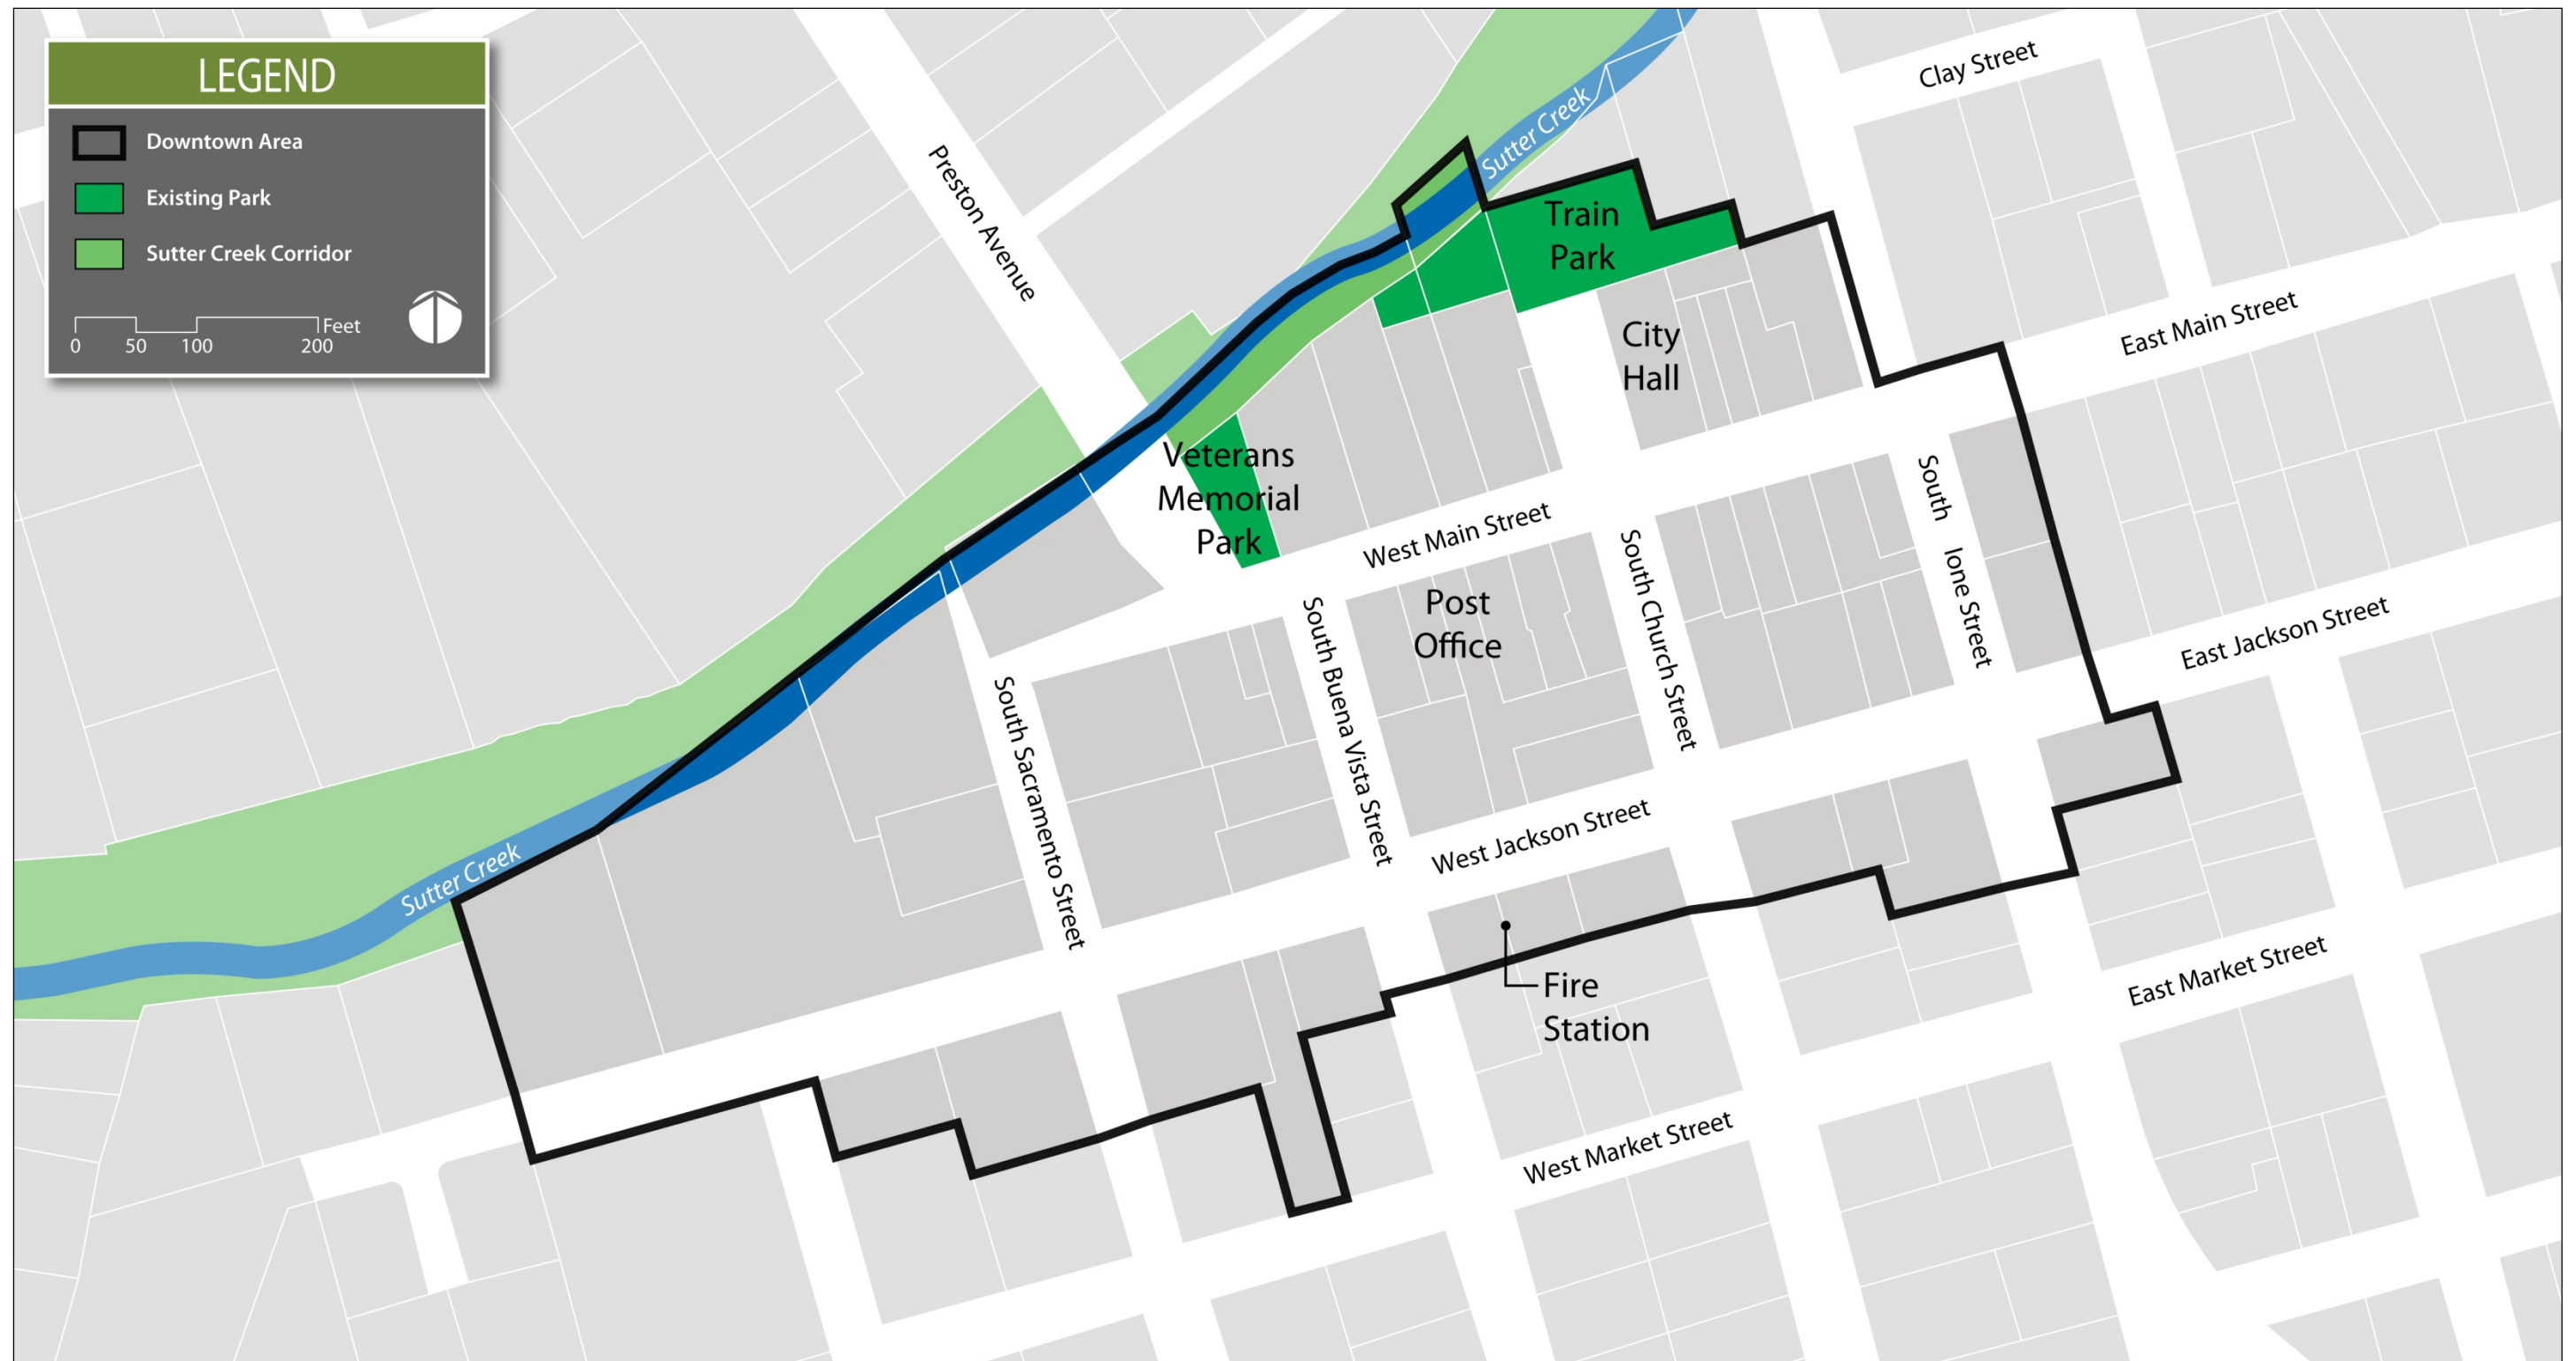 LEGEND
Downtown Area
Existing Park
Sutter Creek Corridor
Feet
0 50 100 200
Clay Street
Sutter Creek
Preston Avenue
Train
Park
East Main Street
City
Hall
Veterans
Memorial
Park
West Main Street
South Ione Street
South Church Street
Post
Office
South Buena Vista Street
East Jackson Street
South Sacramento Street
West Jackson Street
Sutter Creek
East Market Street
Fire
Station
West Market Street